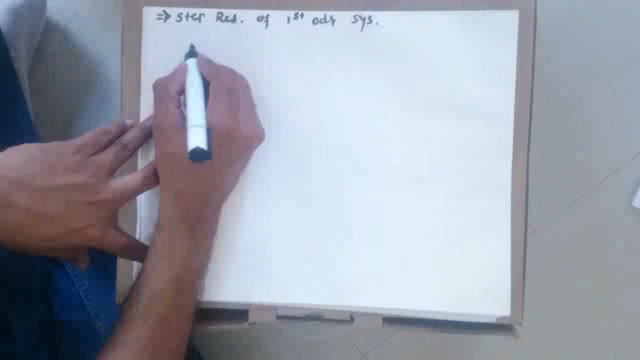 ⇒ Step Res. of 1st odr sys.